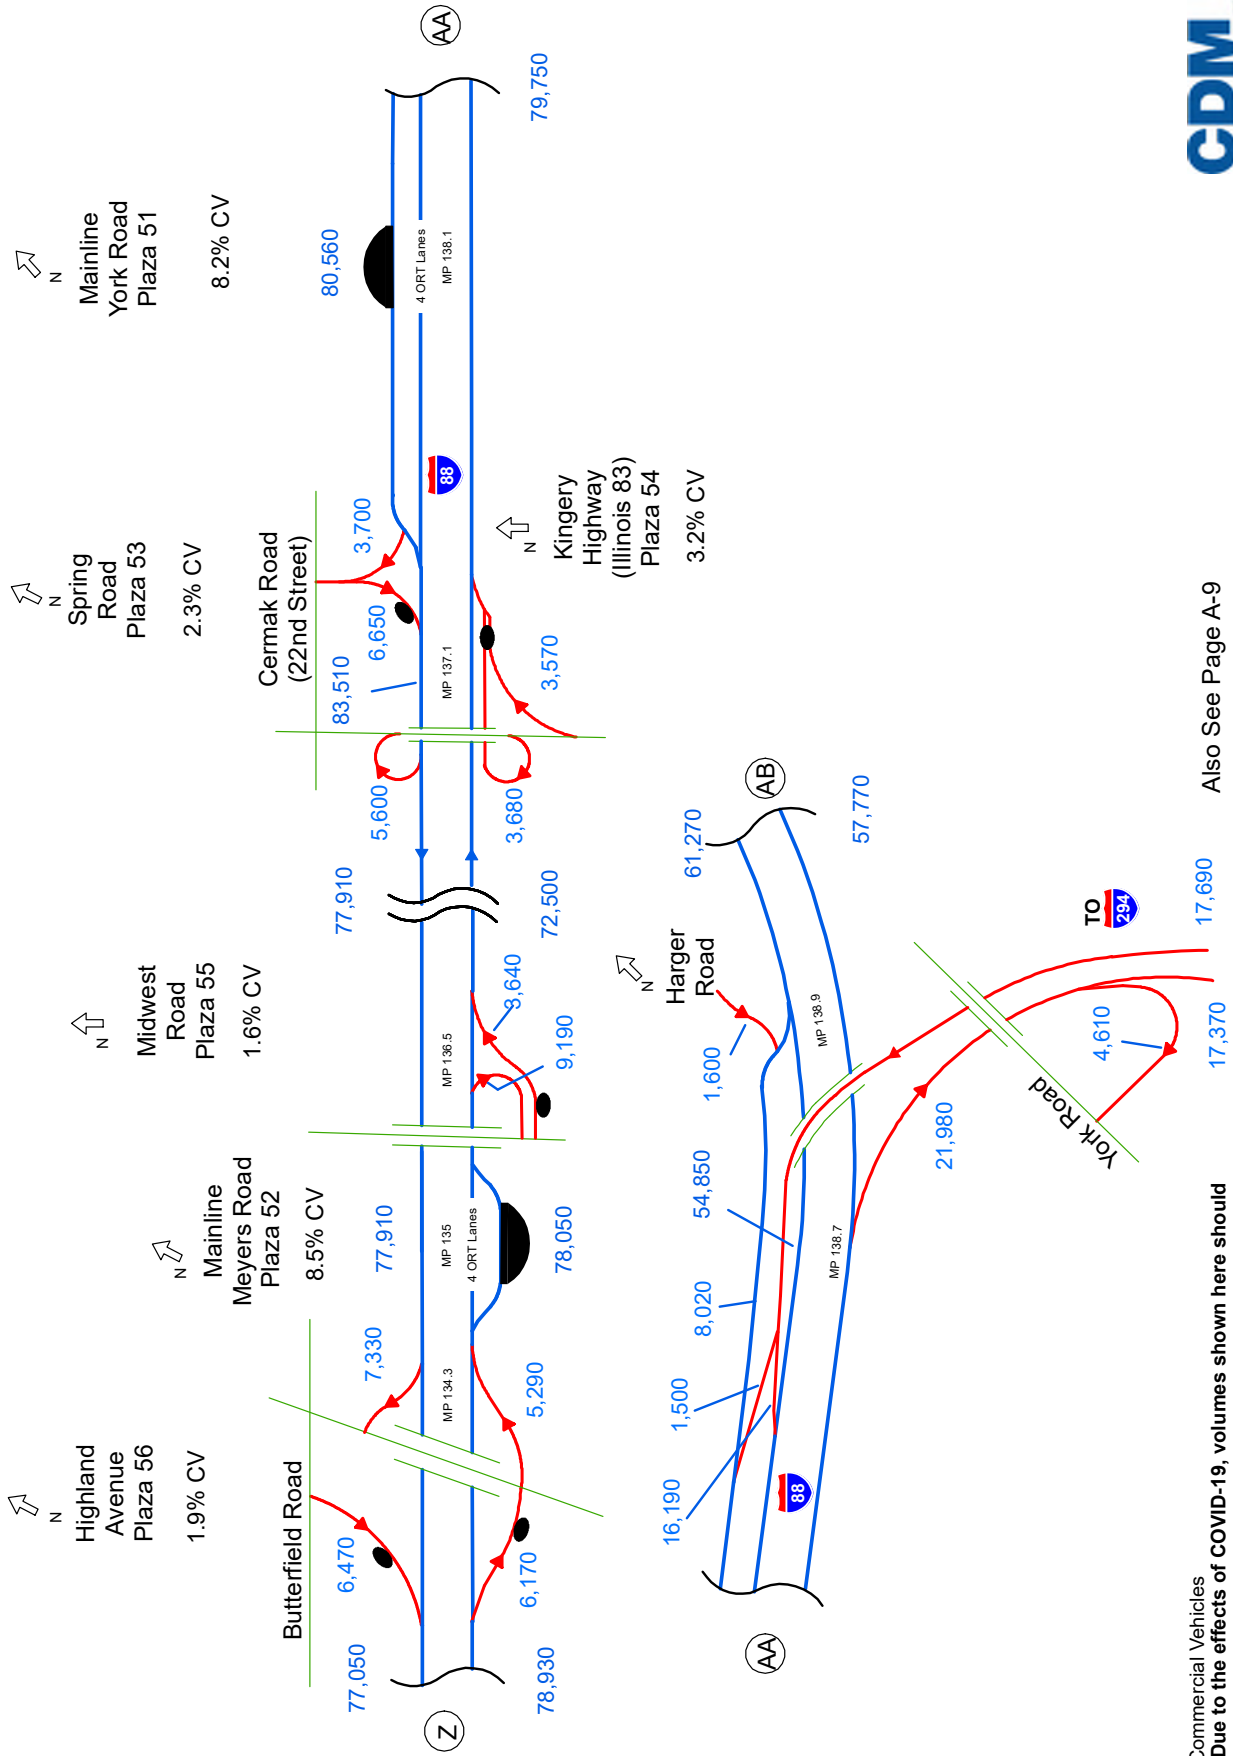 Highland
Avenue
Plaza 56
1.9% CV
N
Mainline
Meyers Road
Plaza 52
8.5% CV
N
Midwest
Road
Plaza 55
1.6% CV
N
Spring
Road
Plaza 53
2.3% CV
N
Mainline
York Road
Plaza 51
8.2% CV
N
Butterfield Road
Cermak Road
(22nd Street)
77,050
6,470
7,330
77,910
77,910
5,600
83,510
6,650
3,700
80,560
Z
MP 134.3
MP 135
4 ORT Lanes
MP 136.5
MP 137.1
88
4 ORT Lanes
MP 138.1
AA
78,930
6,170
5,290
78,050
9,190
3,640
72,500
3,680
3,570
79,750
N
Kingery
Highway
(Illinois 83)
Plaza 54
3.2% CV
N
Harger
Road
16,190
1,500
8,020
54,850
1,600
61,270
AA
88
MP 138.7
MP 138.9
AB
57,770
21,980
York Road
4,610
TO
294
17,370
17,690
Commercial Vehicles
Due to the effects of COVID-19, volumes shown here should
Also See Page A-9
CDM